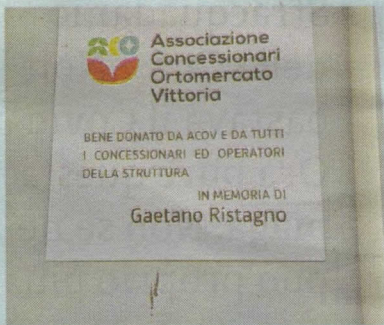 Associazione
Concessionari
Ortomercato
Vittoria
BENE DONATO DA ACOV E DA TUTTI
I CONCESSIONARI ED OPERATORI
DELLA STRUTTURA
IN MEMORIA DI
Gaetano Ristagno